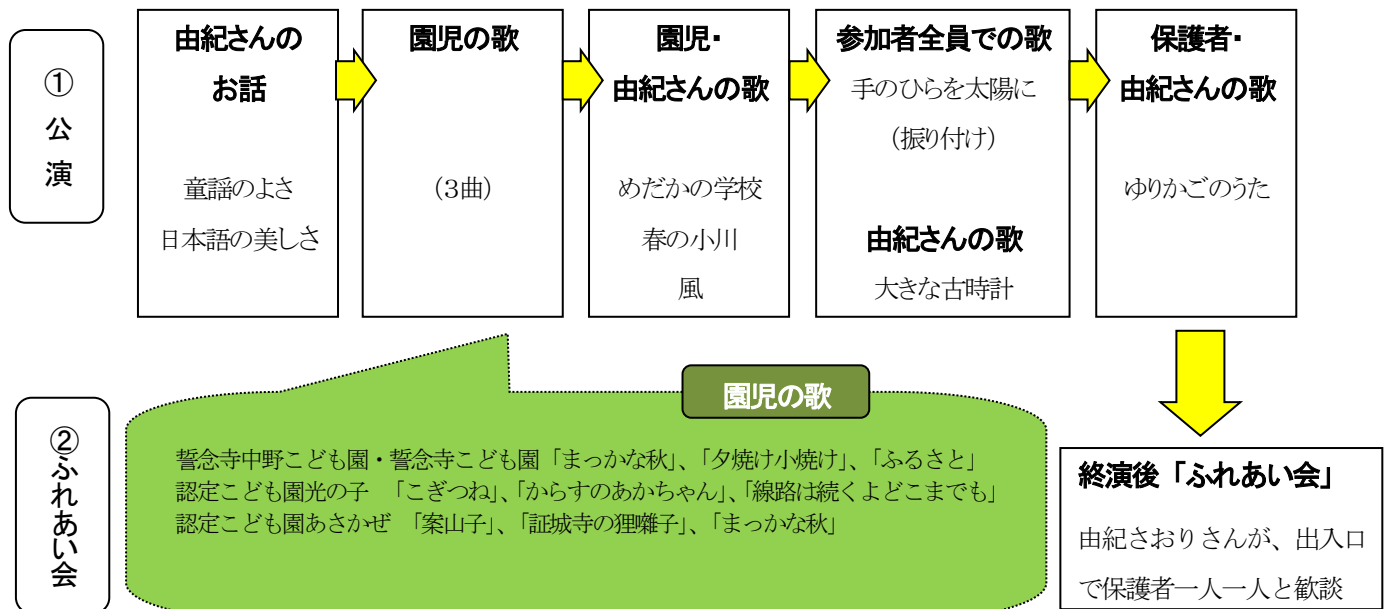 ①
公
演
由紀さんの
お話
童謡のよさ
日本語の美しさ
園児の歌
(3曲)
園児・
由紀さんの歌
めだかの学校
春の小川
風
参加者全員での歌
手のひらを太陽に
(振り付け)
由紀さんの歌
大きな古時計
保護者・
由紀さんの歌
ゆりかごのうた
②
ふ
れ
あ
い
会
園児の歌
誓念寺中野こども園・誓念寺こども園「まっかな秋」、「夕焼け小焼け」、「ふるさと」
認定こども園光の子 「こぎつね」、「からすのあかちゃん」、「線路は続くよどこまでも」
認定こども園あさかぜ 「案山子」、「証城寺の狸囃子」、「まっかな秋」
終演後「ふれあい会」
由紀さおりさんが、出入口
で保護者一人一人と歓談